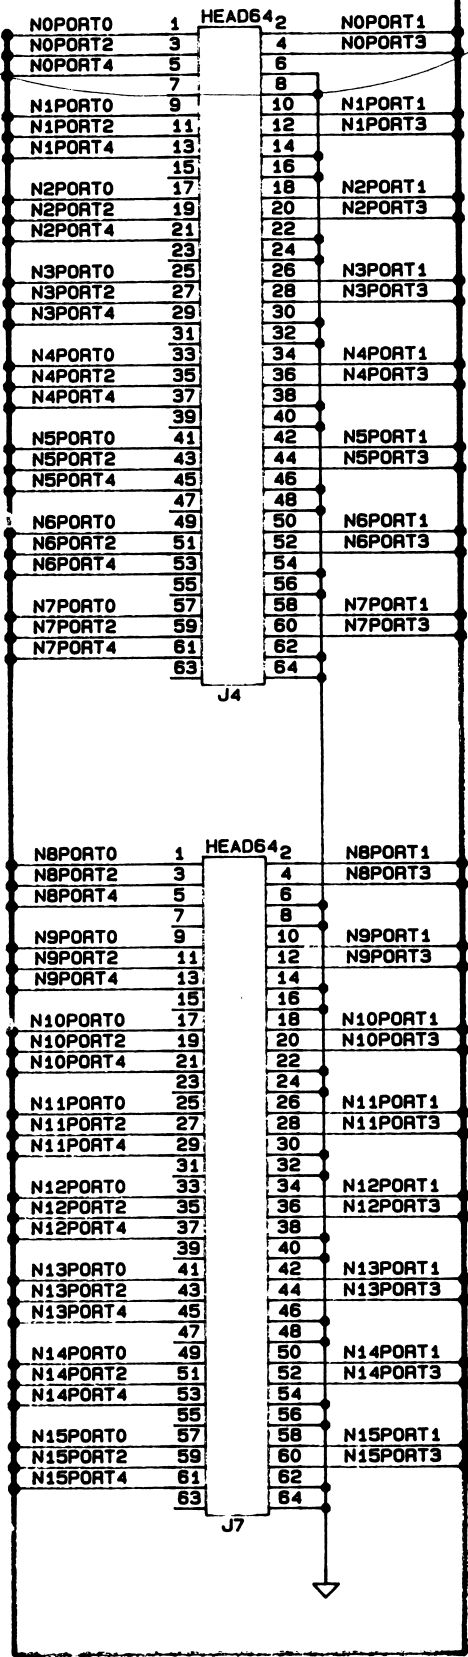 HEAD64
N0PORT0 1 2 N0PORT1
N0PORT2 3 4 N0PORT3
N0PORT4 5 6
7 8
N1PORT0 9 10 N1PORT1
N1PORT2 11 12 N1PORT3
N1PORT4 13 14
15 16
N2PORT0 17 18 N2PORT1
N2PORT2 19 20 N2PORT3
N2PORT4 21 22
23 24
N3PORT0 25 26 N3PORT1
N3PORT2 27 28 N3PORT3
N3PORT4 29 30
31 32
N4PORT0 33 34 N4PORT1
N4PORT2 35 36 N4PORT3
N4PORT4 37 38
39 40
N5PORT0 41 42 N5PORT1
N5PORT2 43 44 N5PORT3
N5PORT4 45 46
47 48
N6PORT0 49 50 N6PORT1
N6PORT2 51 52 N6PORT3
N6PORT4 53 54
55 56
N7PORT0 57 58 N7PORT1
N7PORT2 59 60 N7PORT3
N7PORT4 61 62
63 64
J4
HEAD64
N8PORT0 1 2 N8PORT1
N8PORT2 3 4 N8PORT3
N8PORT4 5 6
7 8
N9PORT0 9 10 N9PORT1
N9PORT2 11 12 N9PORT3
N9PORT4 13 14
15 16
N10PORT0 17 18 N10PORT1
N10PORT2 19 20 N10PORT3
N10PORT4 21 22
23 24
N11PORT0 25 26 N11PORT1
N11PORT2 27 28 N11PORT3
N11PORT4 29 30
31 32
N12PORT0 33 34 N12PORT1
N12PORT2 35 36 N12PORT3
N12PORT4 37 38
39 40
N13PORT0 41 42 N13PORT1
N13PORT2 43 44 N13PORT3
N13PORT4 45 46
47 48
N14PORT0 49 50 N14PORT1
N14PORT2 51 52 N14PORT3
N14PORT4 53 54
55 56
N15PORT0 57 58 N15PORT1
N15PORT2 59 60 N15PORT3
N15PORT4 61 62
63 64
J7